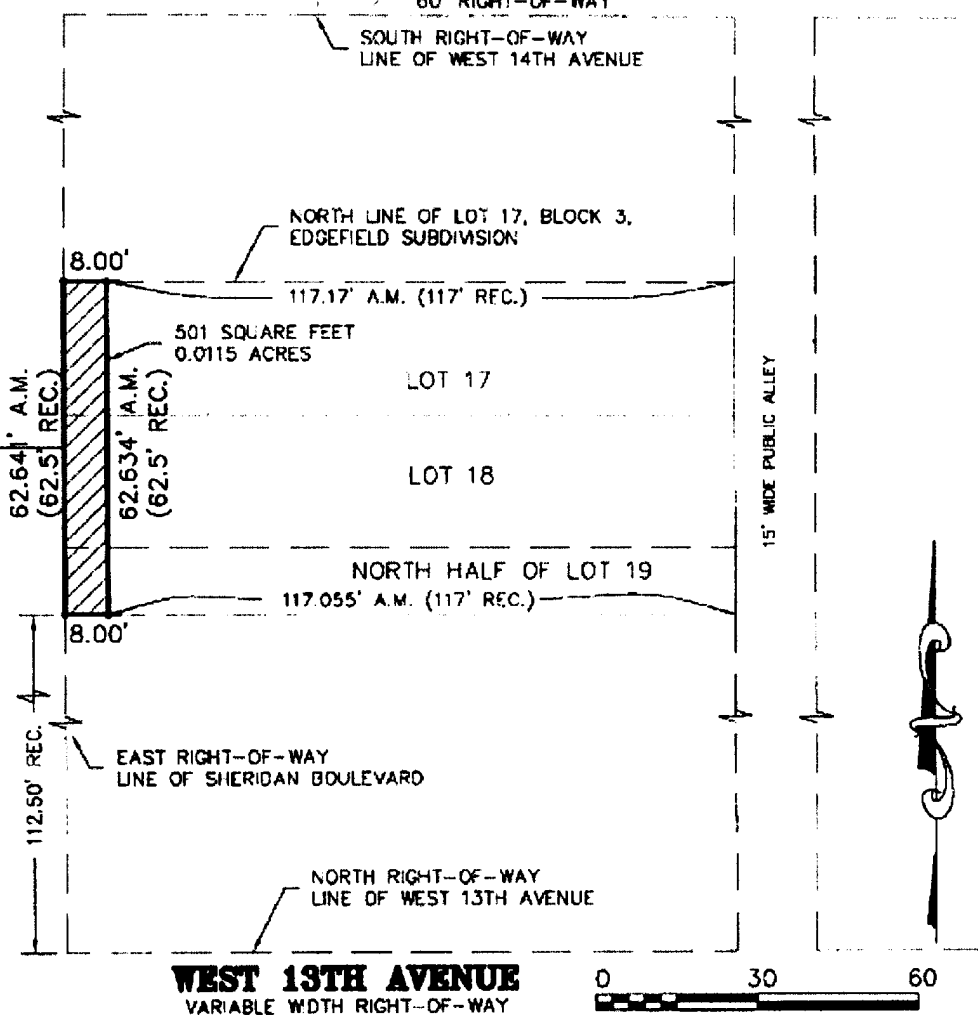 60' RIGHT-OF-WAY
SOUTH RIGHT-OF-WAY
LINE OF WEST 14TH AVENUE
NORTH LINE OF LOT 17, BLOCK 3,
EDGEFIELD SUBDIVISION
8.00'
117.17' A.M. (117' REC.)
501 SQUARE FEET
0.0115 ACRES
LOT 17
62.641' A.M.
(62.5' REC.)
62.634' A.M.
(62.5' REC.)
LOT 18
15' WIDE PUBLIC ALLEY
NORTH HALF OF LOT 19
117.055' A.M. (117' REC.)
8.00'
112.50' REC.
EAST RIGHT-OF-WAY
LINE OF SHERIDAN BOULEVARD
NORTH RIGHT-OF-WAY
LINE OF WEST 13TH AVENUE
WEST 13TH AVENUE
VARIABLE WIDTH RIGHT-OF-WAY
0 30 60